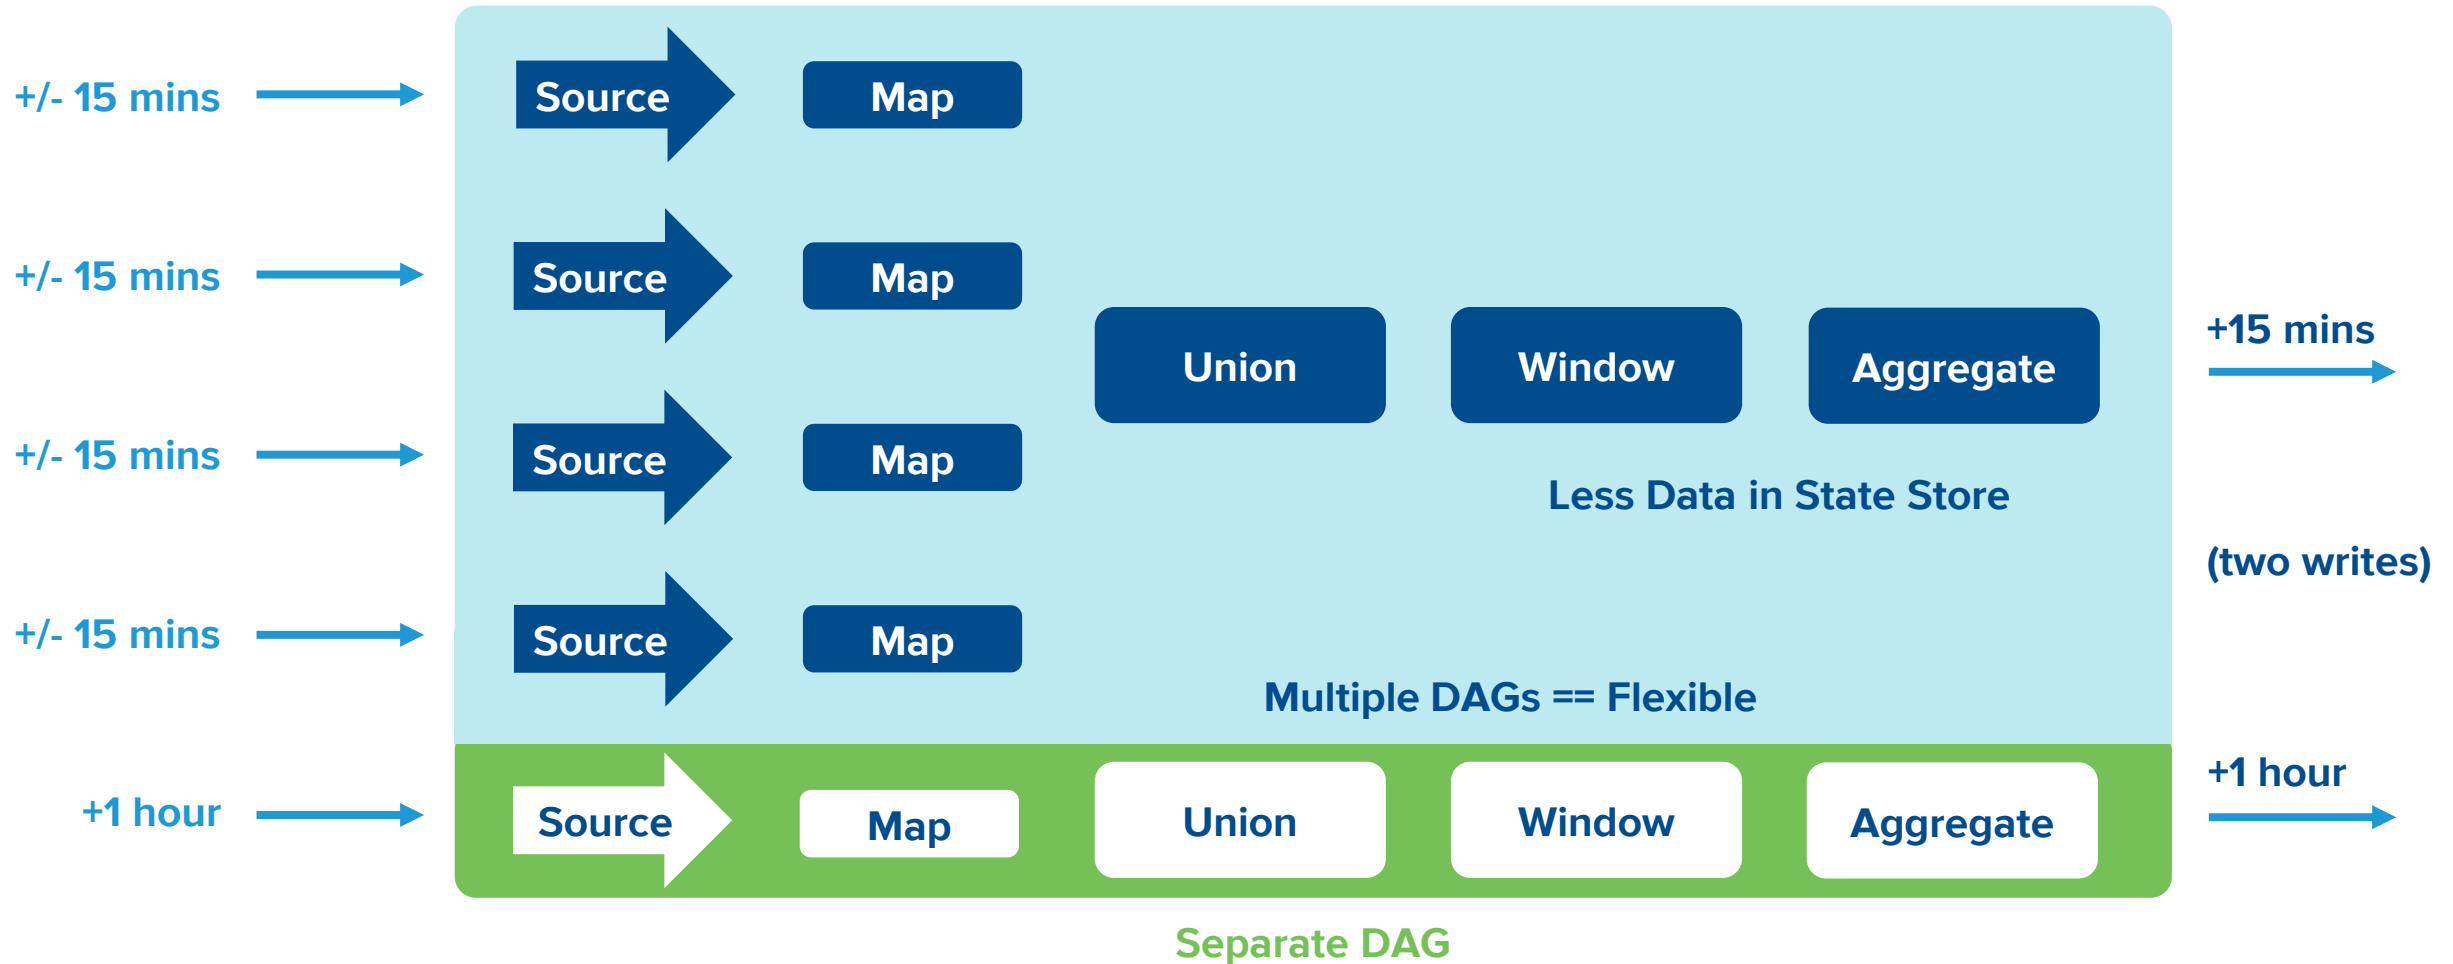 +/- 15 mins
Source
Map
+/- 15 mins
Source
Map
Union
Window
Aggregate
+15 mins
+/- 15 mins
Source
Map
Less Data in State Store
(two writes)
+/- 15 mins
Source
Map
Multiple DAGs == Flexible
+1 hour
Source
Map
Union
Window
Aggregate
+1 hour
Separate DAG